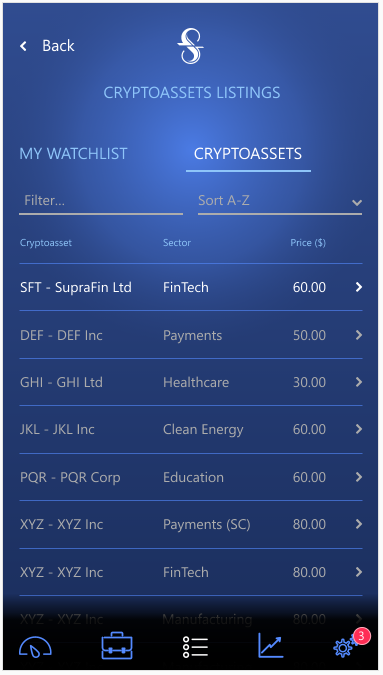 Back
CRYPTOASSETS LISTINGS
MY WATCHLIST CRYPTOASSETS
Filter... Sort A-Z
Cryptoasset Sector Price ($)
SFT - SupraFin Ltd FinTech 60.00
DEF - DEF Inc Payments 50.00
GHI - GHI Ltd Healthcare 30.00
JKL - JKL Inc Clean Energy 60.00
PQR - PQR Corp Education 60.00
XYZ - XYZ Inc Payments (SC) 80.00
XYZ - XYZ Inc FinTech 80.00
XYZ - XYZ Inc Manufacturing 80.00
3